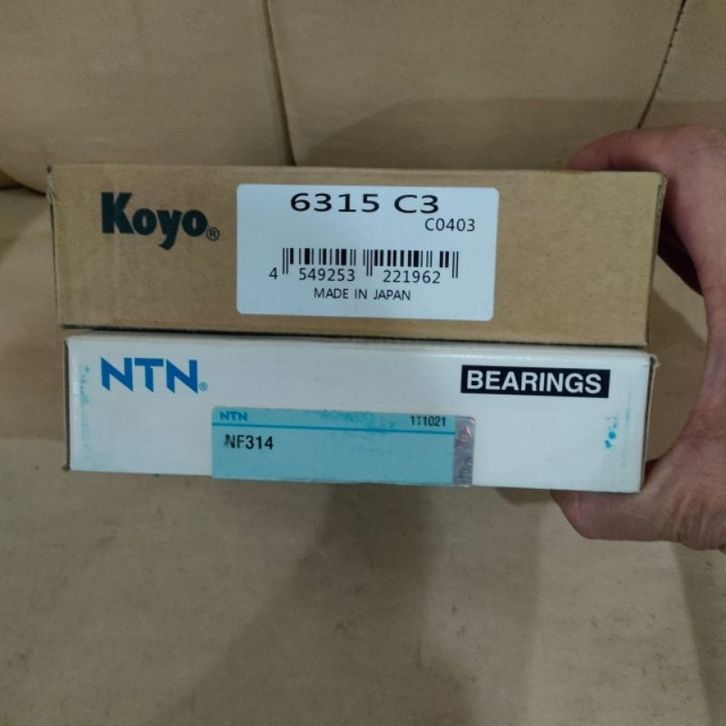 Koyo®
6315 C3
C0403
4 549253 221962
MADE IN JAPAN
NTN®
BEARINGS
NTN 111021
NF314